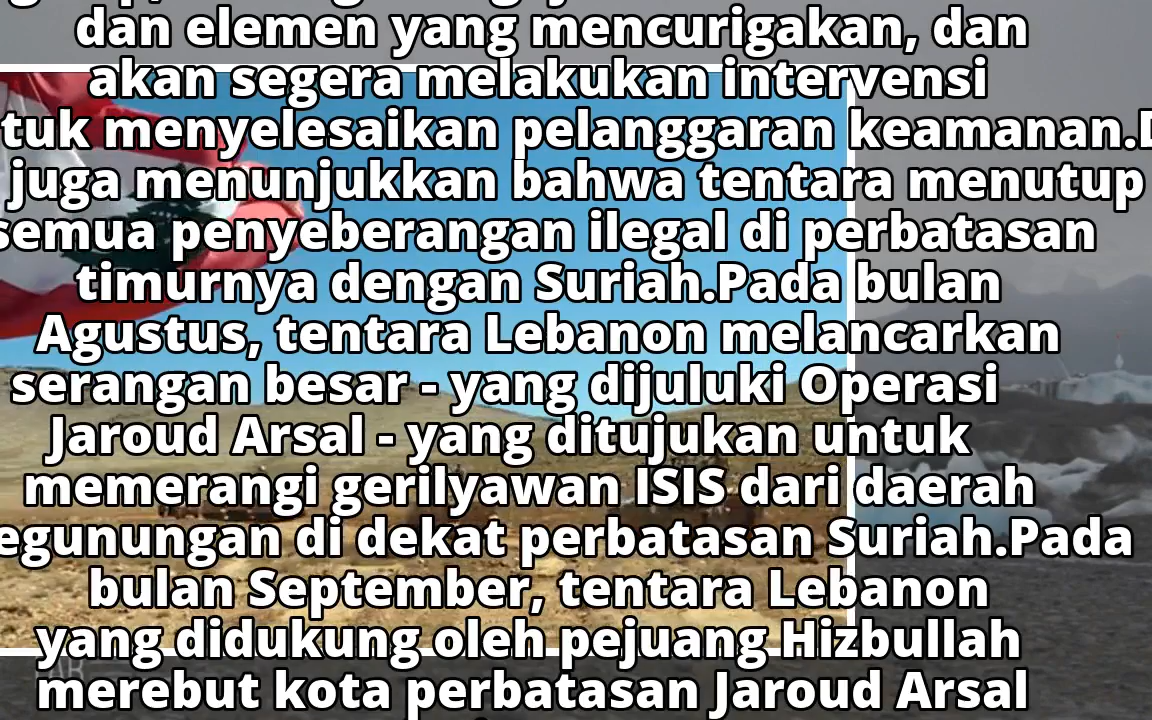 dan elemen yang mencurigakan, dan
akan segera melakukan intervensi
tuk menyelesaikan pelanggaran keamanan.D
juga menunjukkan bahwa tentara menutup
semua penyeberangan ilegal di perbatasan
timurnya dengan Suriah.Pada bulan
Agustus, tentara Lebanon melancarkan
serangan besar - yang dijuluki Operasi
Jaroud Arsal - yang ditujukan untuk
memerangi gerilyawan ISIS dari daerah
egunungan di dekat perbatasan Suriah.Pada
bulan September, tentara Lebanon
yang didukung oleh pejuang Hizbullah
merebut kota perbatasan Jaroud Arsal